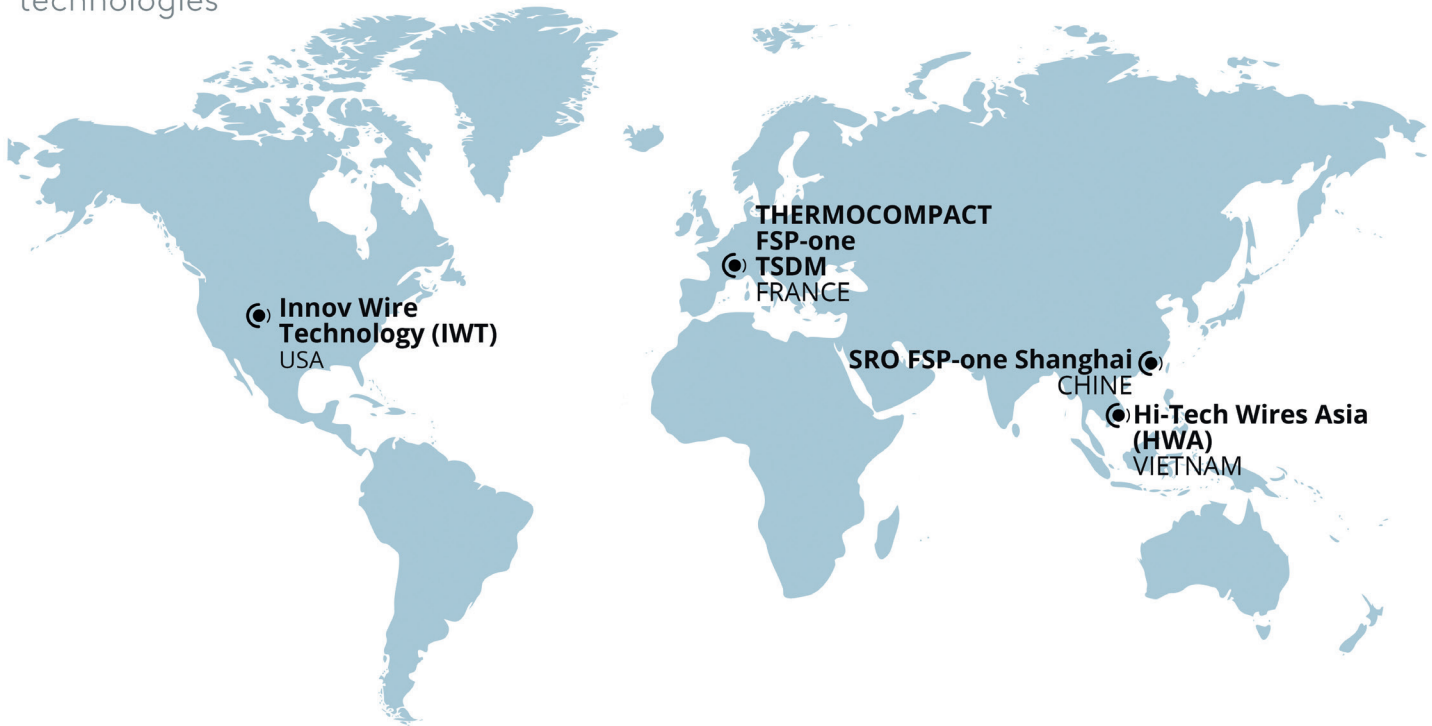 technologies
THERMOCOMPACT
FSP-one
TSDM
FRANCE
Innov Wire
Technology (IWT)
USA
SRO FSP-one Shanghai
CHINE
Hi-Tech Wires Asia
(HWA)
VIETNAM